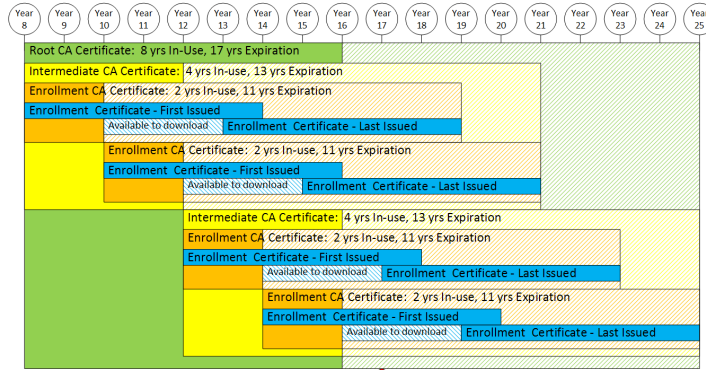 Year 8 Year 9 Year 10 Year 11 Year 12 Year 13 Year 14 Year 15 Year 16 Year 17 Year 18 Year 19 Year 20 Year 21 Year 22 Year 23 Year 24 Year 25
Root CA Certificate: 8 yrs In-Use, 17 yrs Expiration
Intermediate CA Certificate: 4 yrs In-use, 13 yrs Expiration
Enrollment CA Certificate: 2 yrs In-use, 11 yrs Expiration
Enrollment Certificate - First Issued
Available to download Enrollment Certificate - Last Issued
Enrollment CA Certificate: 2 yrs In-use, 11 yrs Expiration
Enrollment Certificate - First Issued
Available to download Enrollment Certificate - Last Issued
Intermediate CA Certificate: 4 yrs In-use, 13 yrs Expiration
Enrollment CA Certificate: 2 yrs In-use, 11 yrs Expiration
Enrollment Certificate - First Issued
Available to download Enrollment Certificate - Last Issued
Enrollment CA Certificate: 2 yrs In-use, 11 yrs Expiration
Enrollment Certificate - First Issued
Available to download Enrollment Certificate - Last Issued